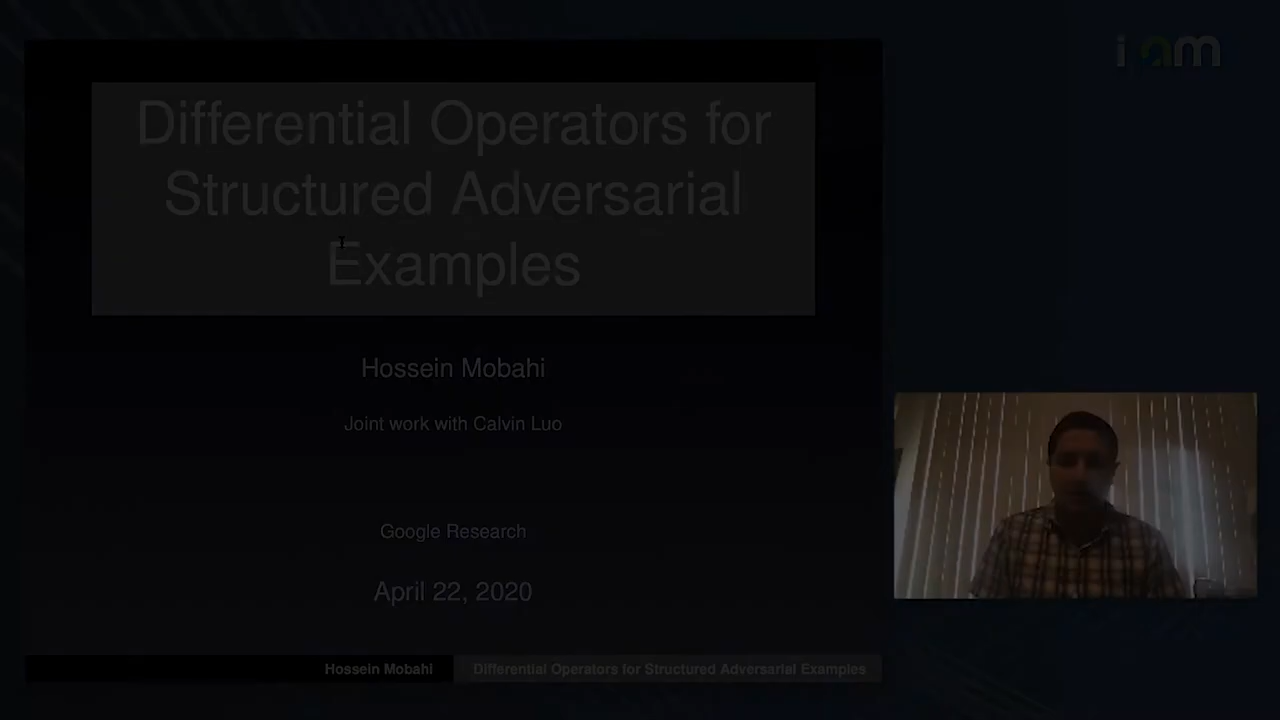 Differential Operators for
Structured Adversarial
Examples
Hossein Mobahi
Joint work with Calvin Luo
Google Research
April 22, 2020
Hossein Mobahi
Differential Operators for Structured Adversarial Examples